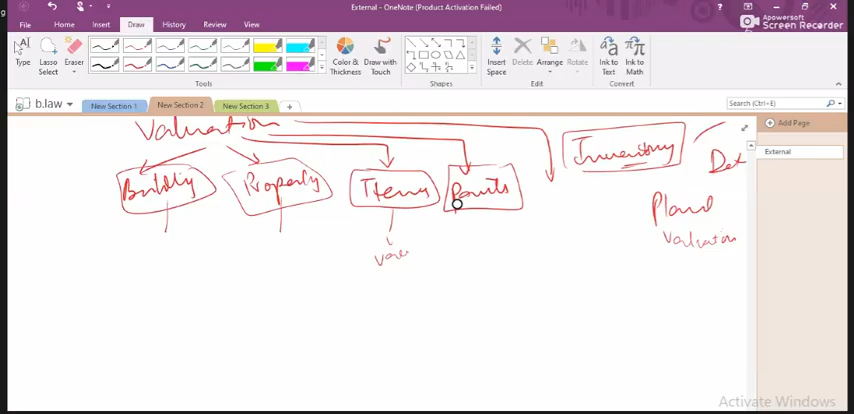 External - OneNote (Product Activation Failed)
Apowersoft
Screen Recorder
File
Home
Insert
Draw
History
Review
View
Type
Lasso
Select
Eraser
Color &
Thickness
Draw with
Touch
Insert
Space
Delete
Arrange
Rotate
Ink to
Text
Ink to
Math
Tools
Shapes
Edit
Convert
b.law
New Section 1
New Section 2
New Section 3
Search (Ctrl+E)
Add Page
External
Valuation
Inventory
Property
Items
Valuation
Activate Windows